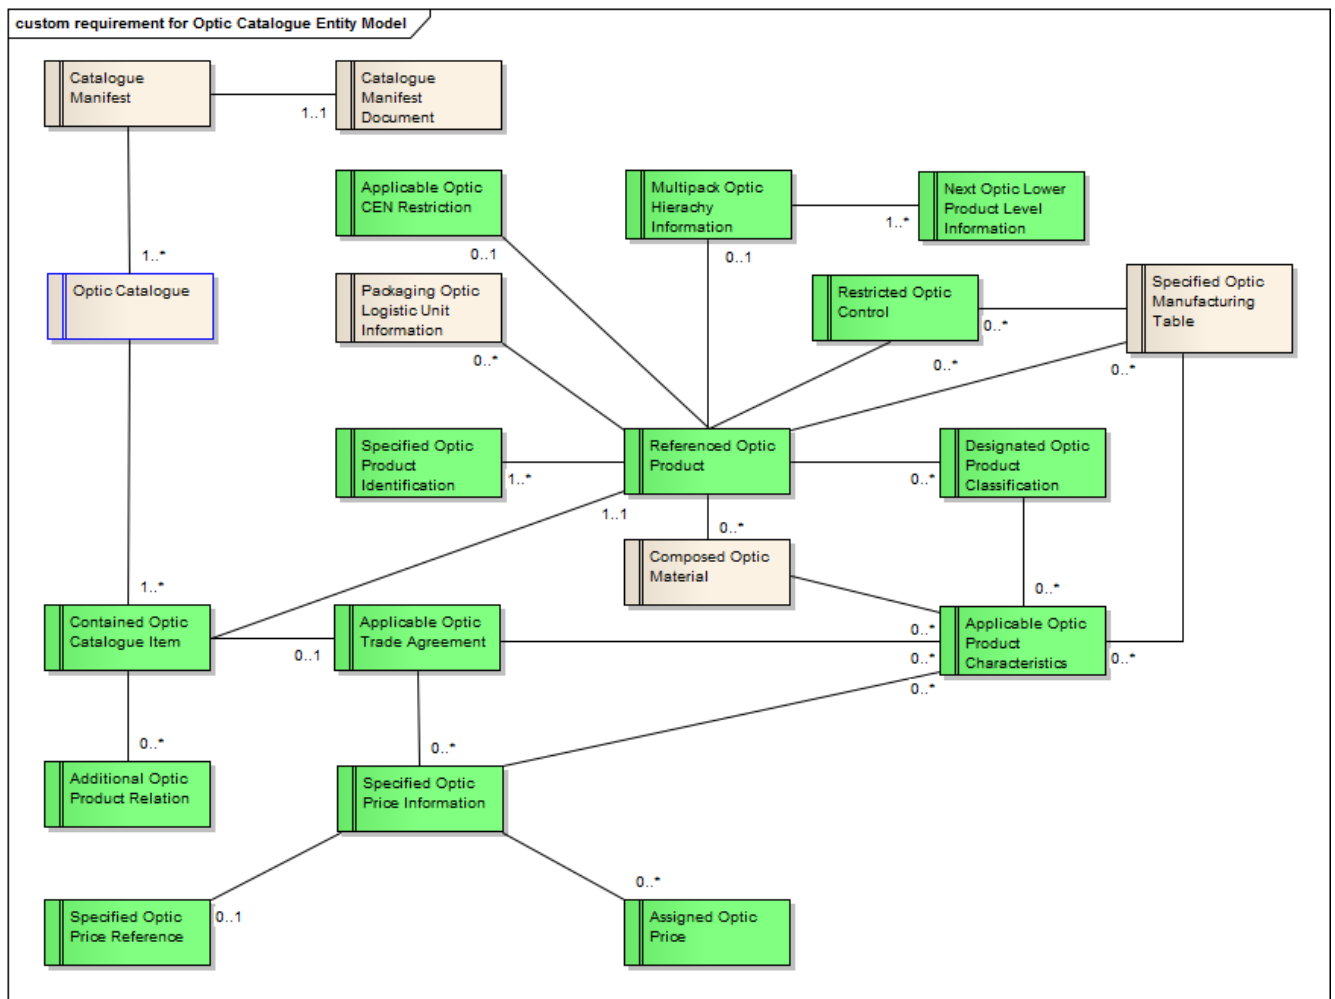 custom requirement for Optic Catalogue Entity Model
Catalogue
Manifest
1..1
Catalogue
Manifest
Document
Applicable Optic
CEN Restriction
0..1
Multipack Optic
Hierachy
Information
0..1
1..*
Next Optic Lower
Product Level
Information
1..*
Optic Catalogue
Packaging Optic
Logistic Unit
Information
0..*
Restricted Optic
Control
0..*
0..*
Specified Optic
Manufacturing
Table
0..*
Specified Optic
Product
Identification
1..*
Referenced Optic
Product
1..1
0..*
0..*
Designated Optic
Product
Classification
Composed Optic
Material
0..*
1..*
Contained Optic
Catalogue Item
0..1
Applicable Optic
Trade Agreement
0..*
0..*
0..*
Applicable Optic
Product
Characteristics
0..*
0..*
0..*
Additional Optic
Product Relation
Specified Optic
Price Information
Specified Optic
Price Reference
0..1
0..*
Assigned Optic
Price